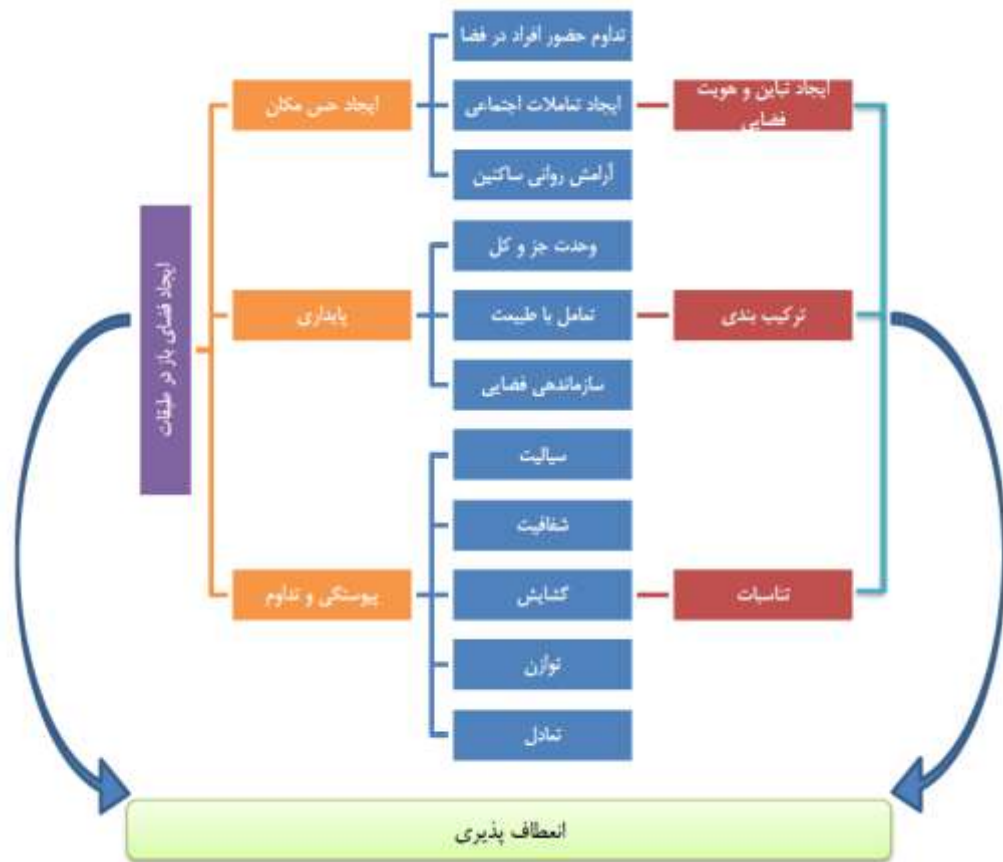 تداوم حضور افراد در فضا
ایجاد تباین و هویت
فضایی
ایجاد تعاملات اجتماعی
ایجاد حس مکان
آرامش روانی ساکنین
وحدت جز و کل
ترکیب بندی
تعامل با طبیعت
پایداری
ایجاد فضای باز در طبقات
سازماندهی فضایی
سیالیت
شفافیت
تناسبات
گشایش
پیوستگی و تداوم
توازن
تعادل
انعطاف پذیری